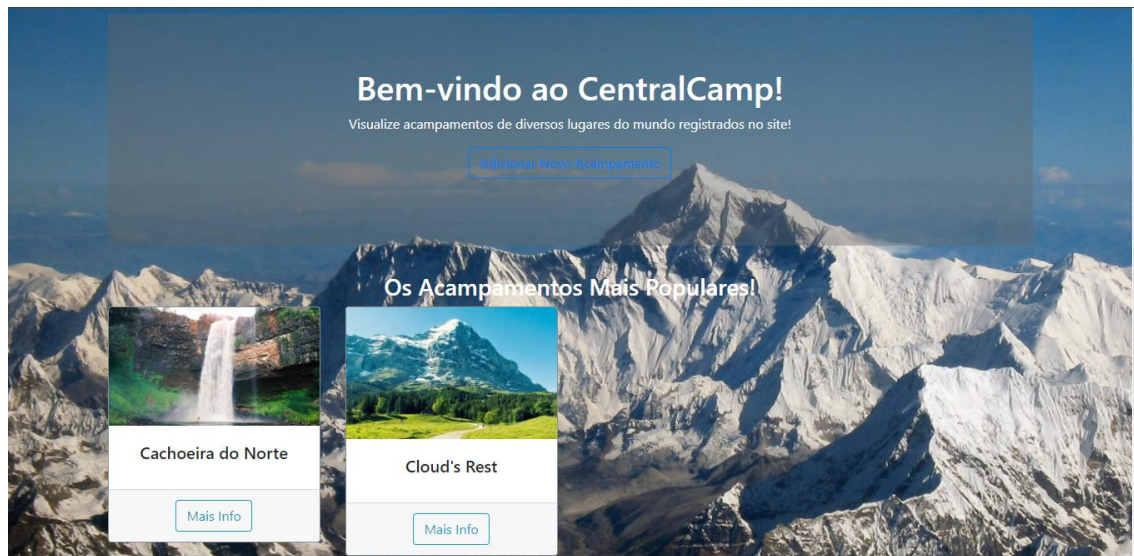 Bem-vindo ao CentralCamp!
Visualize acampamentos de diversos lugares do mundo registrados no site!
Adicionar Novo Acampamento
Os Acampamentos Mais Populares!
Cachoeira do Norte
Mais Info
Cloud's Rest
Mais Info